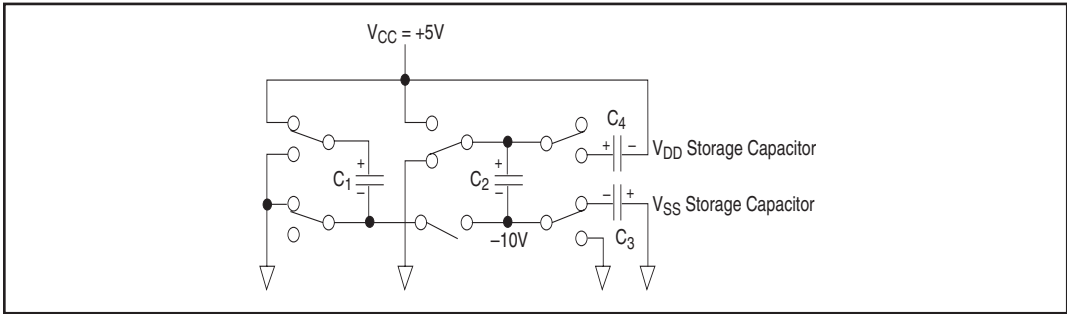 V_CC = +5V
C_4
+ – V_DD Storage Capacitor
+
C_1
–
+
C_2
–
– + V_SS Storage Capacitor
–10V
C_3